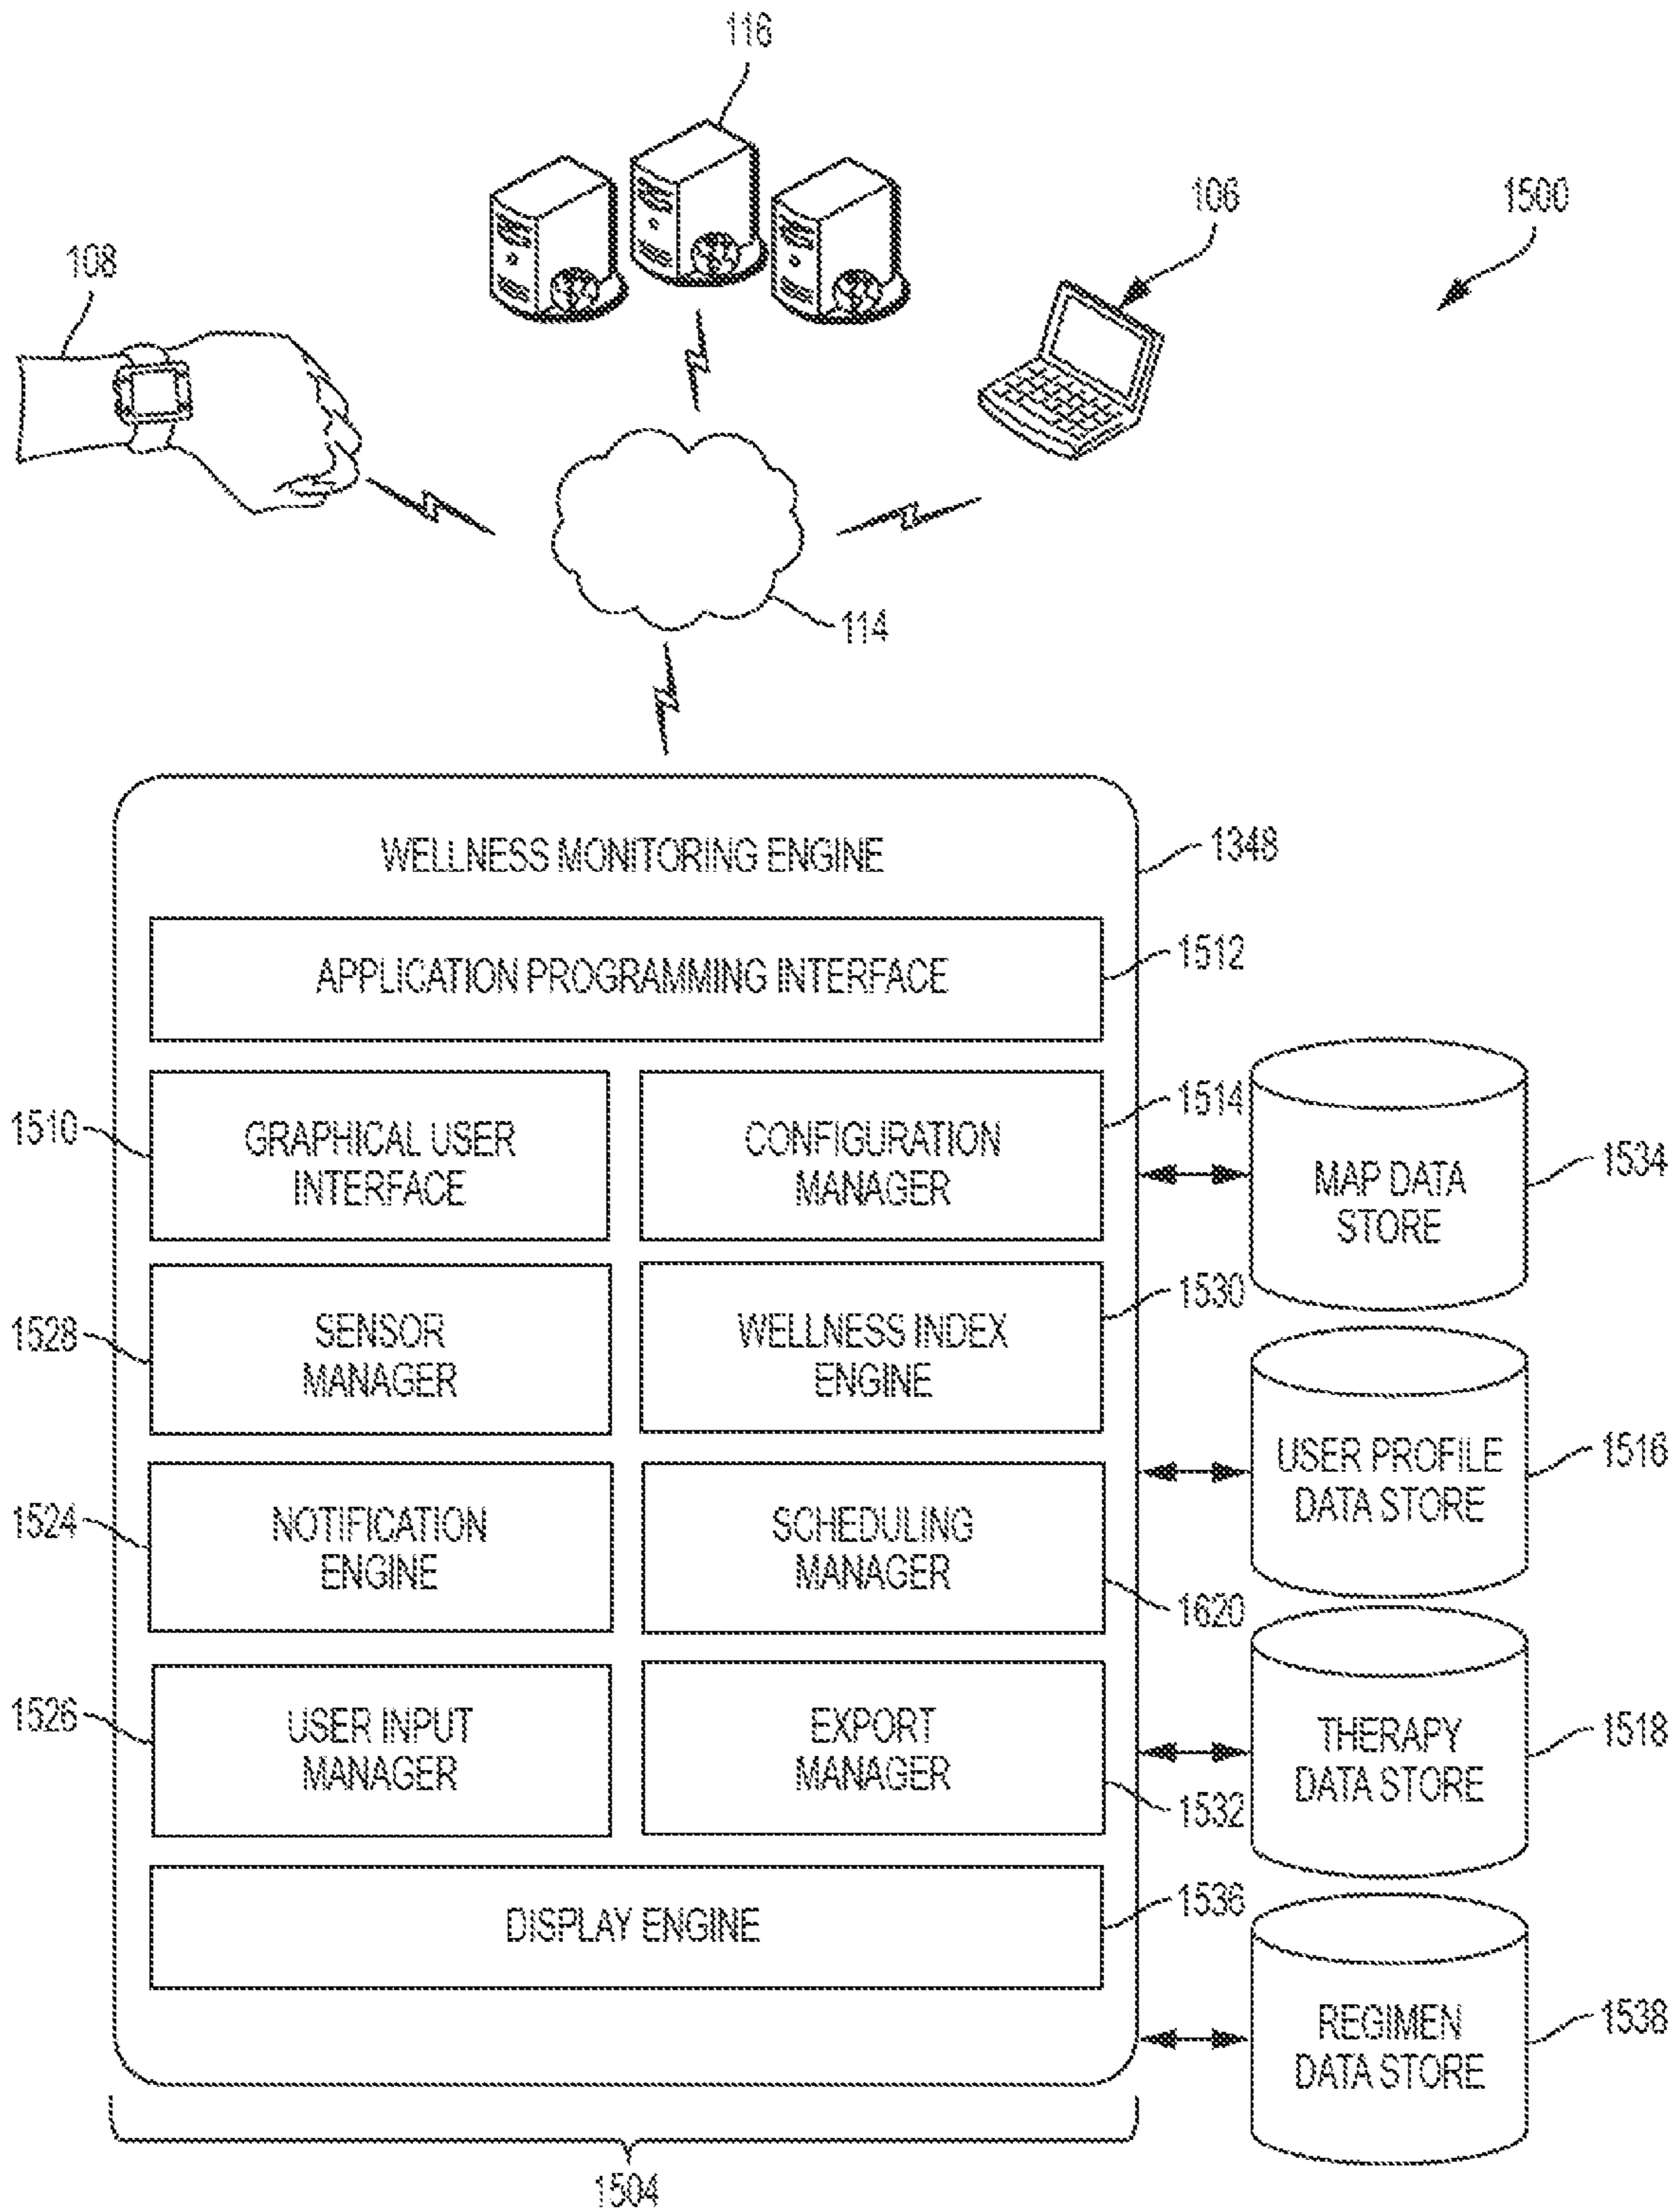 116
106
1500
108
114
WELLNESS MONITORING ENGINE
1348
APPLICATION PROGRAMMING INTERFACE
1512
1510
GRAPHICAL USER
INTERFACE
CONFIGURATION
MANAGER
1514
MAP DATA
STORE
1534
1528
SENSOR
MANAGER
WELLNESS INDEX
ENGINE
1530
USER PROFILE
DATA STORE
1516
1524
NOTIFICATION
ENGINE
SCHEDULING
MANAGER
1620
1526
USER INPUT
MANAGER
EXPORT
MANAGER
1532
THERAPY
DATA STORE
1518
DISPLAY ENGINE
1536
REGIMEN
DATA STORE
1538
1504